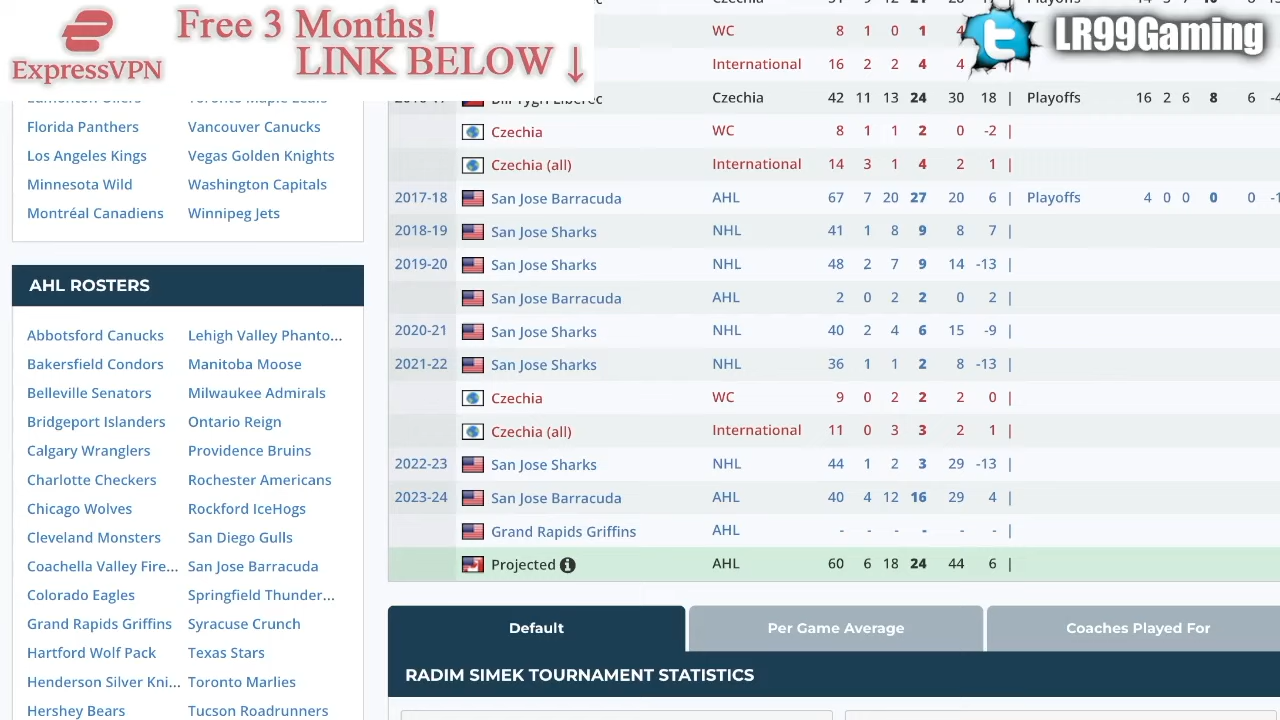 ExpressVPN
Free 3 Months!
LINK BELOW ↓
LR99Gaming
WC 8 1 0 1 4
International 16 2 2 4 4 |
Czechia 42 11 13 24 30 18 | Playoffs 16 2 6 8 6 -4
Florida Panthers Vancouver Canucks
Los Angeles Kings Vegas Golden Knights
Minnesota Wild Washington Capitals
Montréal Canadiens Winnipeg Jets
AHL ROSTERS
Abbotsford Canucks Lehigh Valley Phanto...
Bakersfield Condors Manitoba Moose
Belleville Senators Milwaukee Admirals
Bridgeport Islanders Ontario Reign
Calgary Wranglers Providence Bruins
Charlotte Checkers Rochester Americans
Chicago Wolves Rockford IceHogs
Cleveland Monsters San Diego Gulls
Coachella Valley Fire... San Jose Barracuda
Colorado Eagles Springfield Thunder...
Grand Rapids Griffins Syracuse Crunch
Hartford Wolf Pack Texas Stars
Henderson Silver Kni... Toronto Marlies
Hershey Bears Tucson Roadrunners
Czechia WC 8 1 1 2 0 -2 |
Czechia (all) International 14 3 1 4 2 1 |
2017-18 San Jose Barracuda AHL 67 7 20 27 20 6 | Playoffs 4 0 0 0 0 -1
2018-19 San Jose Sharks NHL 41 1 8 9 8 7 |
2019-20 San Jose Sharks NHL 48 2 7 9 14 -13 |
San Jose Barracuda AHL 2 0 2 2 0 2 |
2020-21 San Jose Sharks NHL 40 2 4 6 15 -9 |
2021-22 San Jose Sharks NHL 36 1 1 2 8 -13 |
Czechia WC 9 0 2 2 2 0 |
Czechia (all) International 11 0 3 3 2 1 |
2022-23 San Jose Sharks NHL 44 1 2 3 29 -13 |
2023-24 San Jose Barracuda AHL 40 4 12 16 29 4 |
Grand Rapids Griffins AHL - - - - - - |
Projected AHL 60 6 18 24 44 6 |
Default Per Game Average Coaches Played For
RADIM SIMEK TOURNAMENT STATISTICS